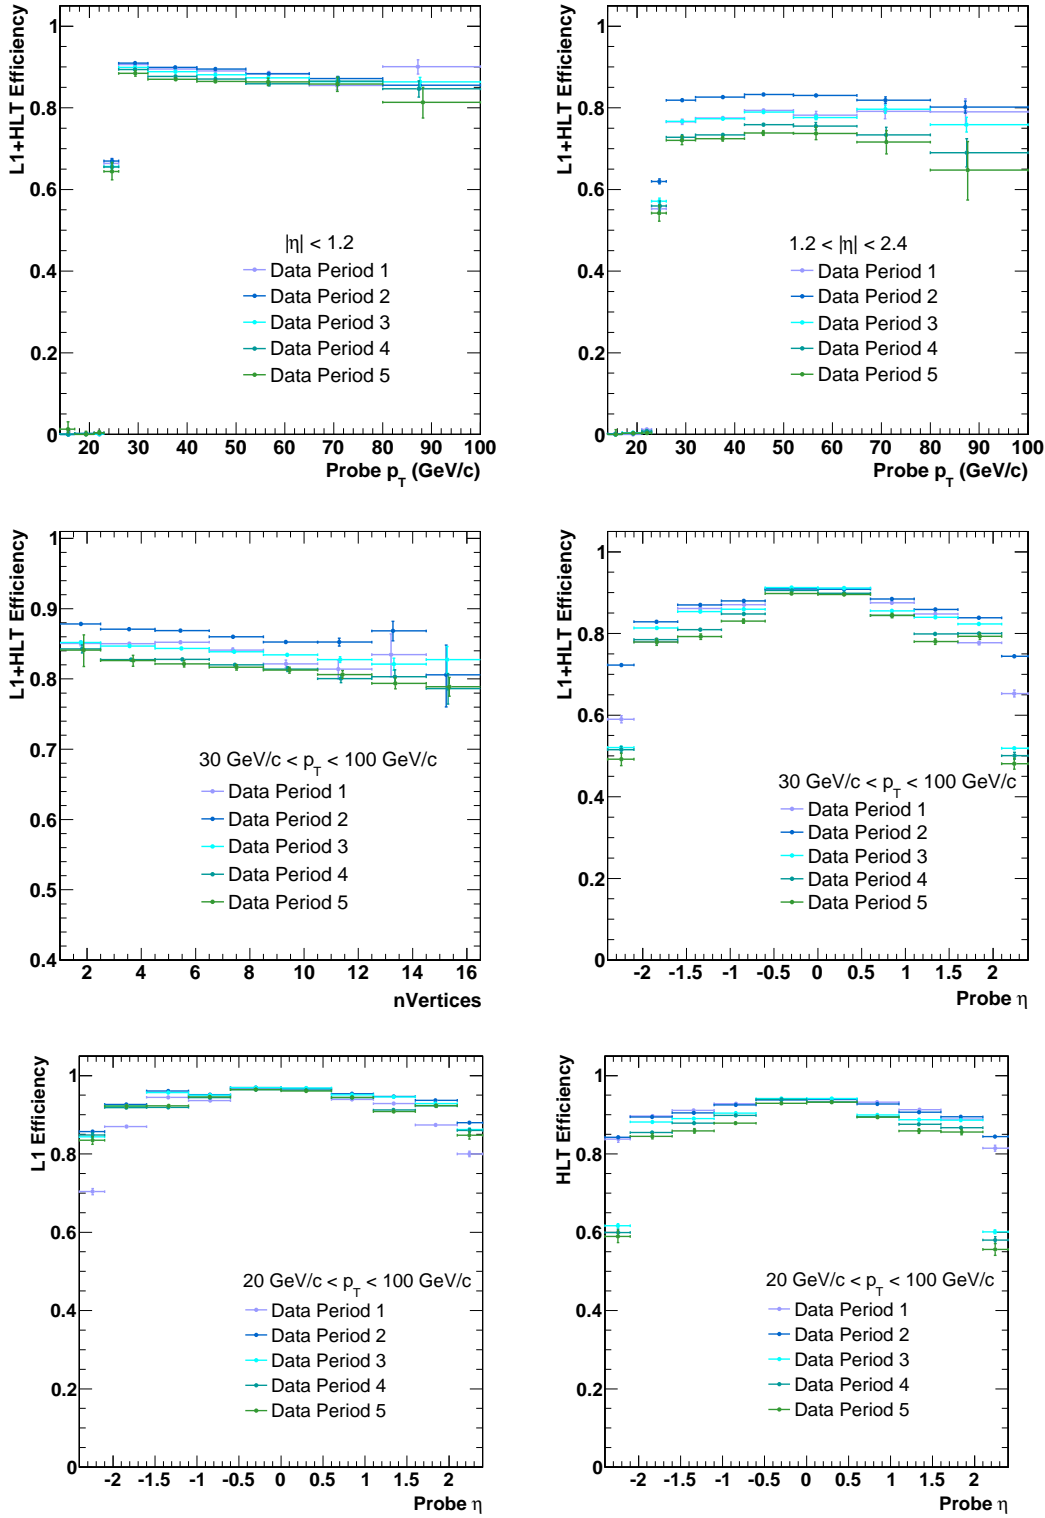 L1+HLT Efficiency
1
0.8
0.6
0.4
0.2
0
|η| < 1.2
Data Period 1
Data Period 2
Data Period 3
Data Period 4
Data Period 5
20 30 40 50 60 70 80 90 100
Probe p_T (GeV/c)
L1+HLT Efficiency
1
0.8
0.6
0.4
0.2
0
1.2 < |η| < 2.4
Data Period 1
Data Period 2
Data Period 3
Data Period 4
Data Period 5
20 30 40 50 60 70 80 90 100
Probe p_T (GeV/c)
L1+HLT Efficiency
1
0.9
0.8
0.7
0.6
0.5
0.4
30 GeV/c < p_T < 100 GeV/c
Data Period 1
Data Period 2
Data Period 3
Data Period 4
Data Period 5
2 4 6 8 10 12 14 16
nVertices
L1+HLT Efficiency
1
0.8
0.6
0.4
0.2
0
30 GeV/c < p_T < 100 GeV/c
Data Period 1
Data Period 2
Data Period 3
Data Period 4
Data Period 5
-2 -1.5 -1 -0.5 0 0.5 1 1.5 2
Probe η
L1 Efficiency
1
0.8
0.6
0.4
0.2
0
20 GeV/c < p_T < 100 GeV/c
Data Period 1
Data Period 2
Data Period 3
Data Period 4
Data Period 5
-2 -1.5 -1 -0.5 0 0.5 1 1.5 2
Probe η
HLT Efficiency
1
0.8
0.6
0.4
0.2
0
20 GeV/c < p_T < 100 GeV/c
Data Period 1
Data Period 2
Data Period 3
Data Period 4
Data Period 5
-2 -1.5 -1 -0.5 0 0.5 1 1.5 2
Probe η